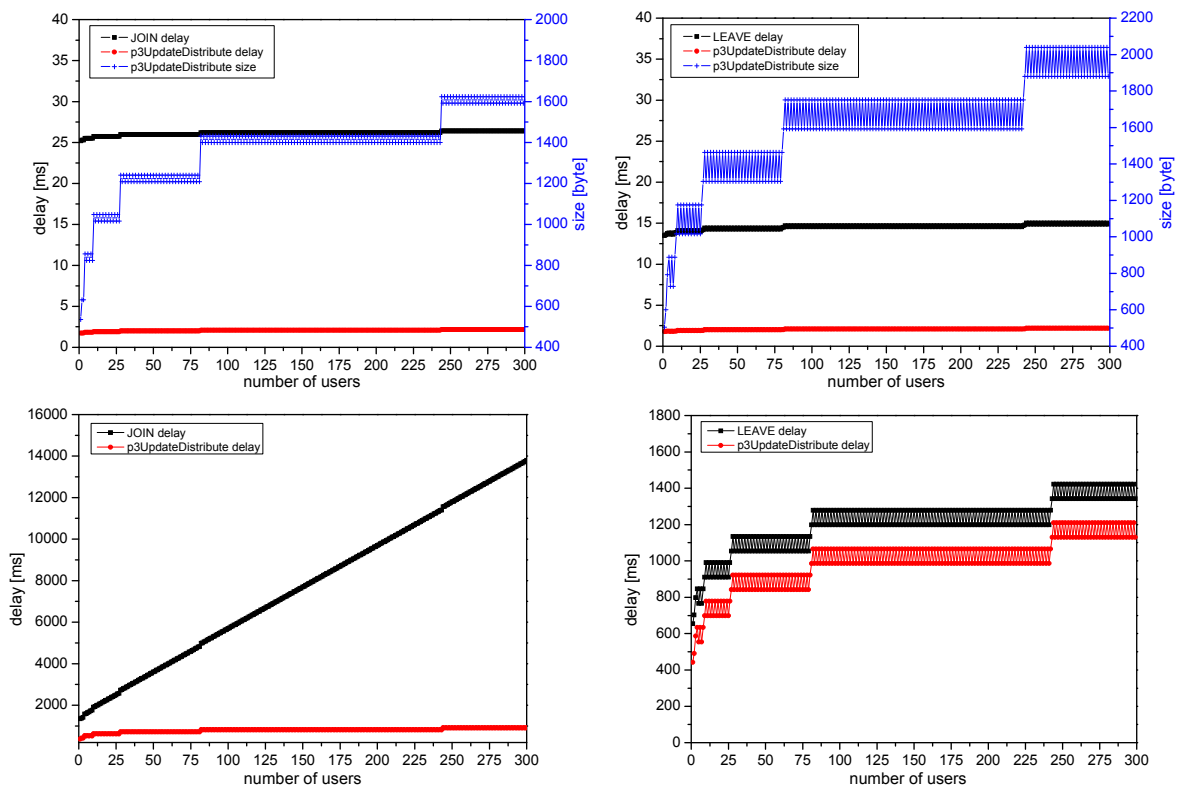 JOIN delay
p3UpdateDistribute delay
p3UpdateDistribute size
40
35
30
25
20
15
10
5
0
delay [ms]
2000
1800
1600
1400
1200
1000
800
600
400
size [byte]
0 25 50 75 100 125 150 175 200 225 250 275 300
number of users
LEAVE delay
p3UpdateDistribute delay
p3UpdateDistribute size
40
35
30
25
20
15
10
5
0
delay [ms]
2200
2000
1800
1600
1400
1200
1000
800
600
400
size [byte]
0 25 50 75 100 125 150 175 200 225 250 275 300
number of users
JOIN delay
p3UpdateDistribute delay
16000
14000
12000
10000
8000
6000
4000
2000
delay [ms]
0 25 50 75 100 125 150 175 200 225 250 275 300
number of users
LEAVE delay
p3UpdateDistribute delay
1800
1600
1400
1200
1000
800
600
400
200
0
delay [ms]
0 25 50 75 100 125 150 175 200 225 250 275 300
number of users